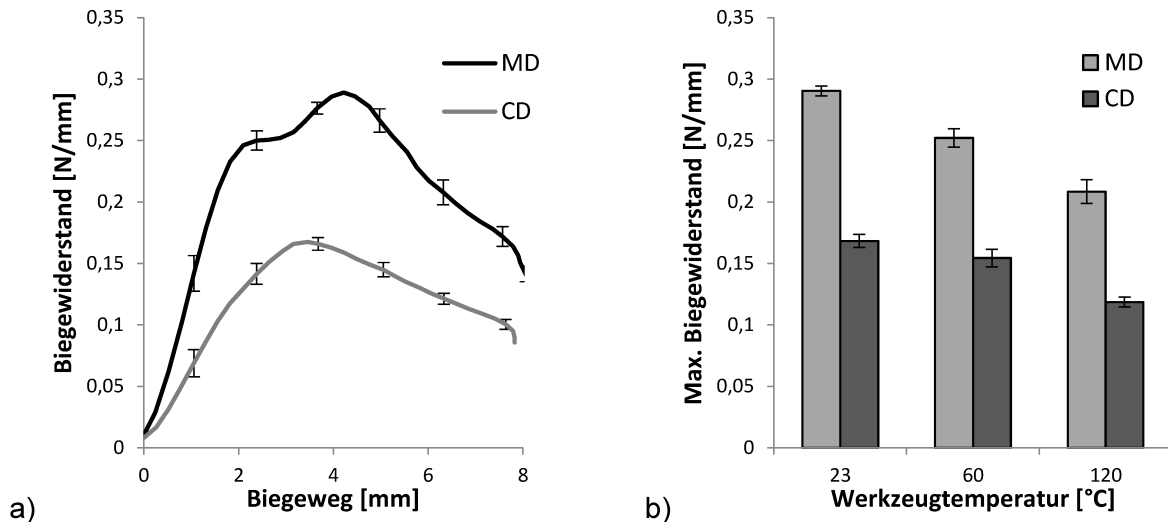 0,35
0,3
0,25
0,2
0,15
0,1
0,05
0
Biegewiderstand [N/mm]
MD
CD
0 2 4 6 8
Biegeweg [mm]
a)
0,35
0,3
0,25
0,2
0,15
0,1
0,05
0
Max. Biegewiderstand [N/mm]
MD
CD
23 60 120
Werkzeugtemperatur [°C]
b)